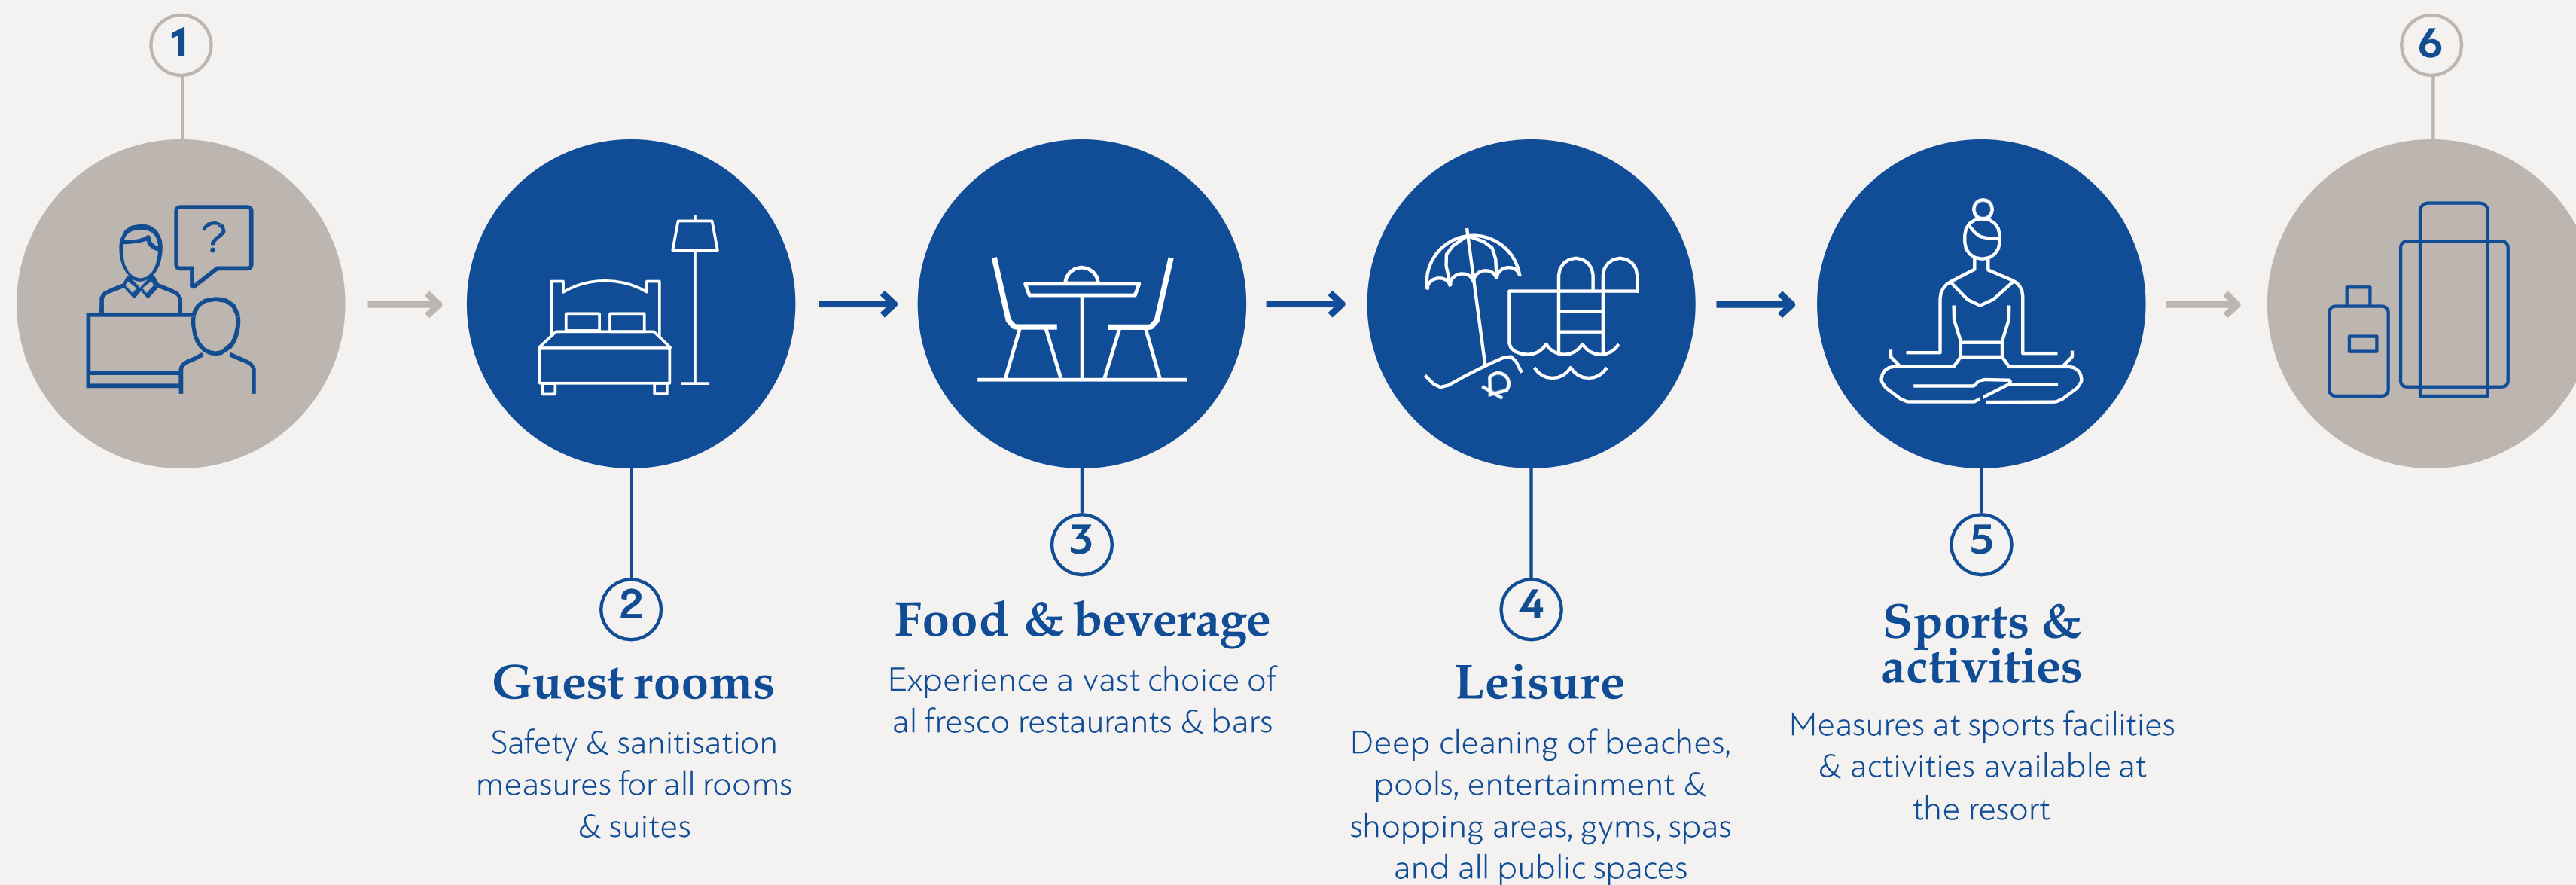 1
?
6
2
Guest rooms
Safety & sanitisation
measures for all rooms
& suites
3
Food & beverage
Experience a vast choice of
al fresco restaurants & bars
4
Leisure
Deep cleaning of beaches,
pools, entertainment &
shopping areas, gyms, spas
and all public spaces
5
Sports &
activities
Measures at sports facilities
& activities available at
the resort